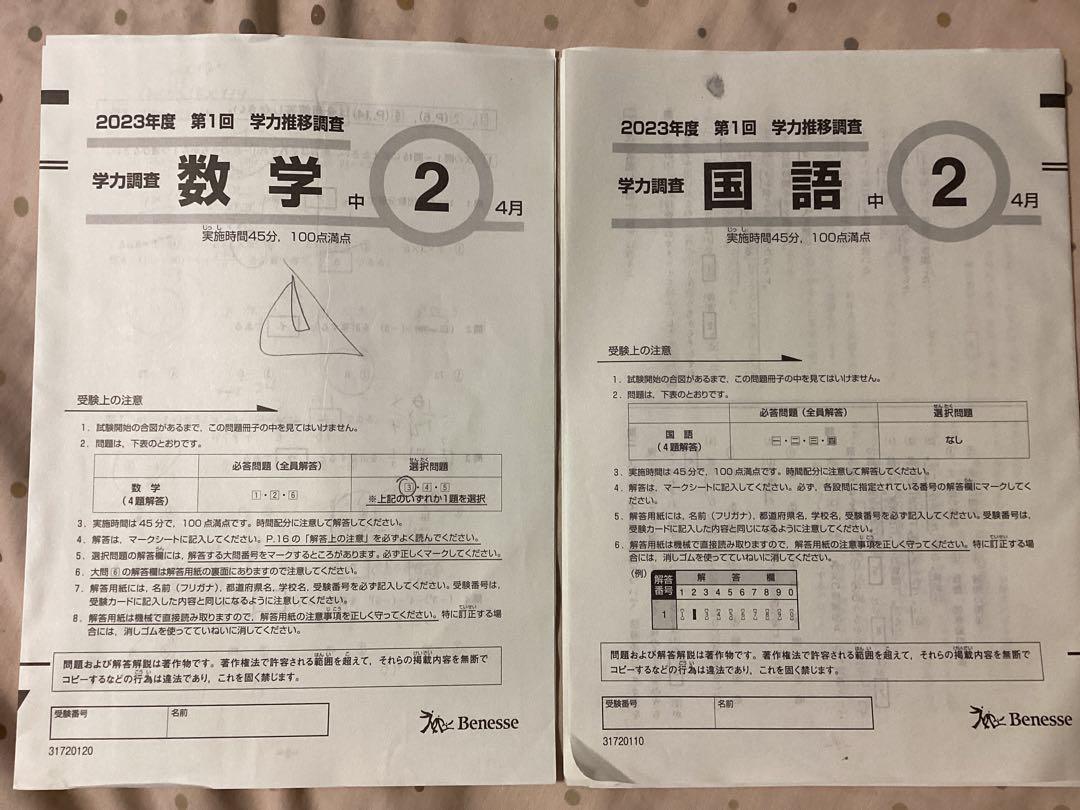 2023年度 第1回 学力推移調査
学力調査 数学 中 2 4月
じっし
実施時間45分，100点満点
受験上の注意
1．試験開始の合図があるまで，この問題冊子の中を見てはいけません。
2．問題は，下表のとおりです。
必答問題（全員解答）
せんたく
選択問題
数 学
（4題解答）
1・2・6
3・4・5
※上記のいずれか1題を選択
3．実施時間は45分で，100点満点です。時間配分に注意して解答してください。
4．解答は，マークシートに記入してください。P.16の「解答上の注意」を必ずよく読んでください。
5．選択問題の解答欄には，解答する大問番号をマークするところがあります。必ず正しくマークしてください。
6．大問6の解答欄は解答用紙の裏面にありますので注意してください。
7．解答用紙には，名前（フリガナ），都道府県名，学校名，受験番号を必ず記入してください。受験番号は，
受験カードに記入した内容と同じになるように注意してください。
8．解答用紙は機械で直接読み取りますので，解答用紙の注意事項を正しく守ってください。特に訂正する場
合には，消しゴムを使ってていねいに消してください。
問題および解答解説は著作物です。著作権法で許容される範囲を超えて，それらの掲載内容を無断で
コピーするなどの行為は違法であり，これを固く禁じます。
受験番号
名前
Benesse
31720120
2023年度 第1回 学力推移調査
学力調査 国語 中 2 4月
じっし
実施時間45分，100点満点
受験上の注意
1．試験開始の合図があるまで，この問題冊子の中を見てはいけません。
2．問題は，下表のとおりです。
必答問題（全員解答）
せんたく
選択問題
国 語
（4題解答）
一・二・三・四
なし
3．実施時間は45分で，100点満点です。時間配分に注意して解答してください。
4．解答は，マークシートに記入してください。必ず，各設問に指定されている番号の解答欄にマークしてく
ださい。
5．解答用紙には，名前（フリガナ），都道府県名，学校名，受験番号を必ず記入してください。受験番号は，
受験カードに記入した内容と同じになるように注意してください。
6．解答用紙は機械で直接読み取りますので，解答用紙の注意事項を正しく守ってください。特に訂正する場
合には，消しゴムを使ってていねいに消してください。
（例）
解答番号
解答欄
1 2 3 4 5 6 7 8 9 0
1
問題および解答解説は著作物です。著作権法で許容される範囲を超えて，それらの掲載内容を無断で
コピーするなどの行為は違法であり，これを固く禁じます。
受験番号
名前
Benesse
31720110